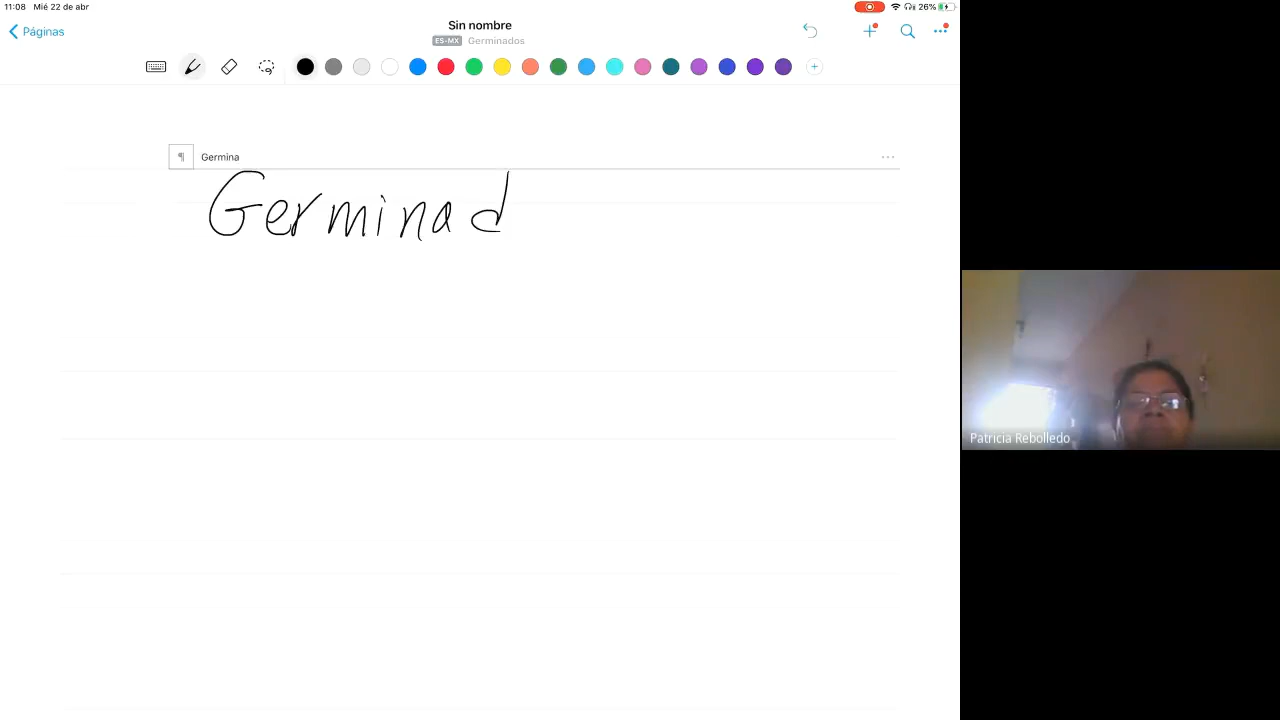 11:08 Mié 22 de abr
26%
Páginas
Sin nombre
ES-MX Germinados
¶ Germina
Germinad
Patricia Rebolledo